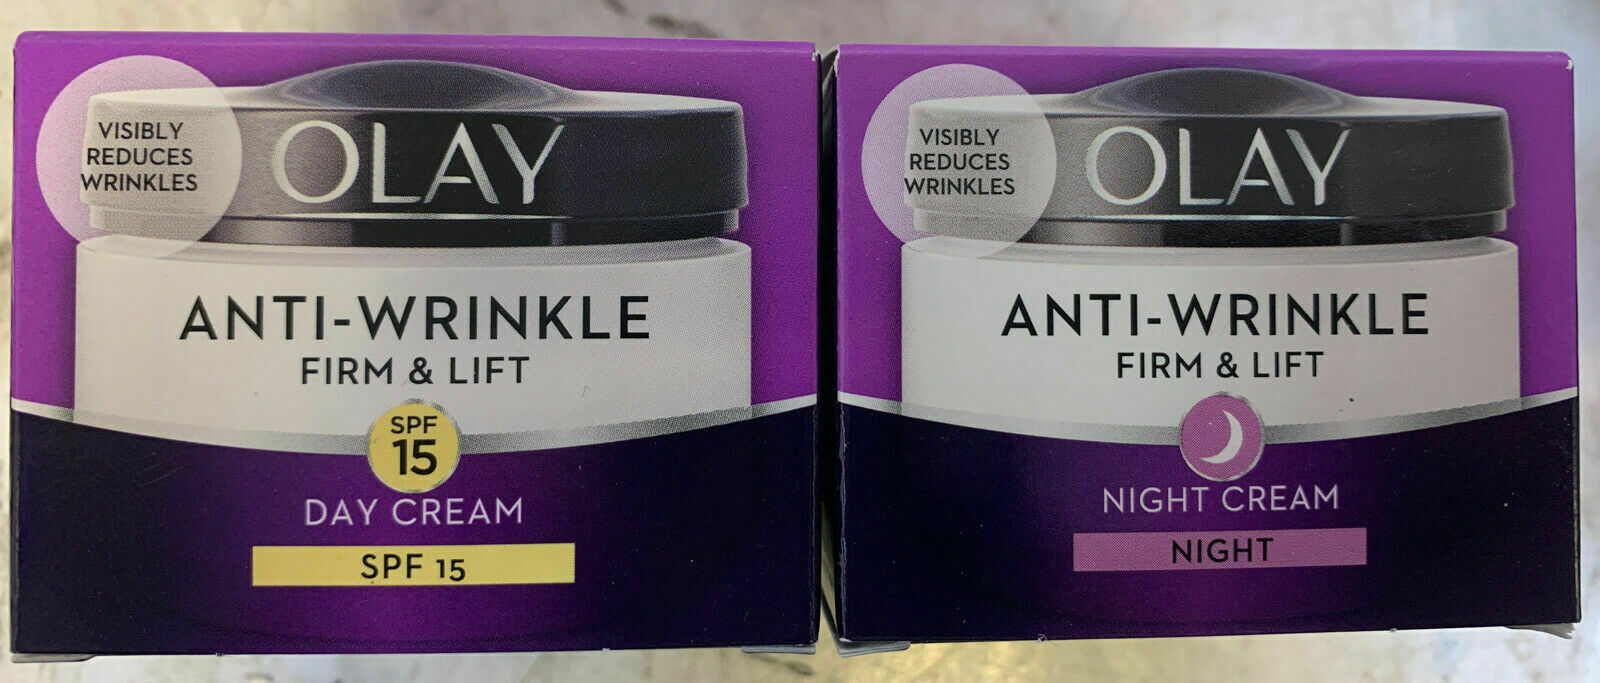 VISIBLY
REDUCES
WRINKLES
OLAY
ANTI-WRINKLE
FIRM & LIFT
SPF
15
DAY CREAM
SPF 15
VISIBLY
REDUCES
WRINKLES
OLAY
ANTI-WRINKLE
FIRM & LIFT
NIGHT CREAM
NIGHT